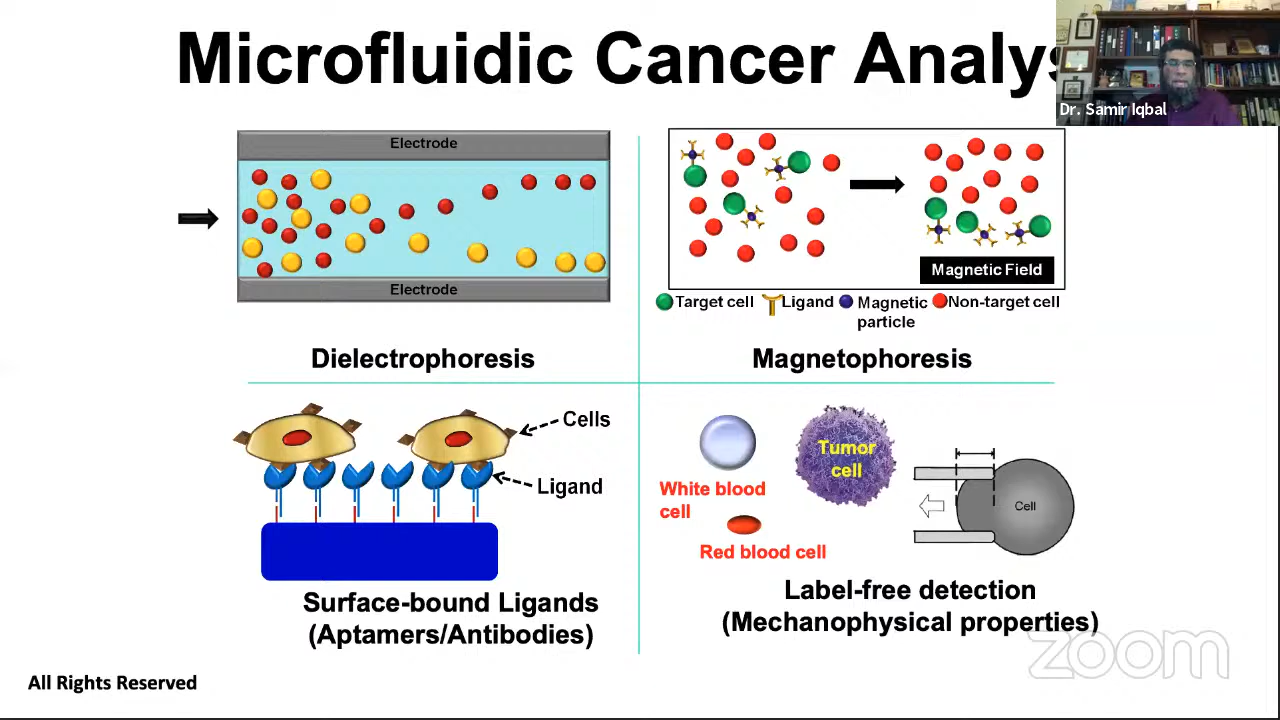 Microfluidic Cancer Analys
Dr. Samir Iqbal
Electrode
Electrode
Dielectrophoresis
Magnetic Field
Target cell
Ligand
Magnetic
particle
Non-target cell
Magnetophoresis
Cells
Ligand
Surface-bound Ligands
(Aptamers/Antibodies)
White blood
cell
Tumor
cell
Red blood cell
Cell
Label-free detection
(Mechanophysical properties)
zoom
All Rights Reserved